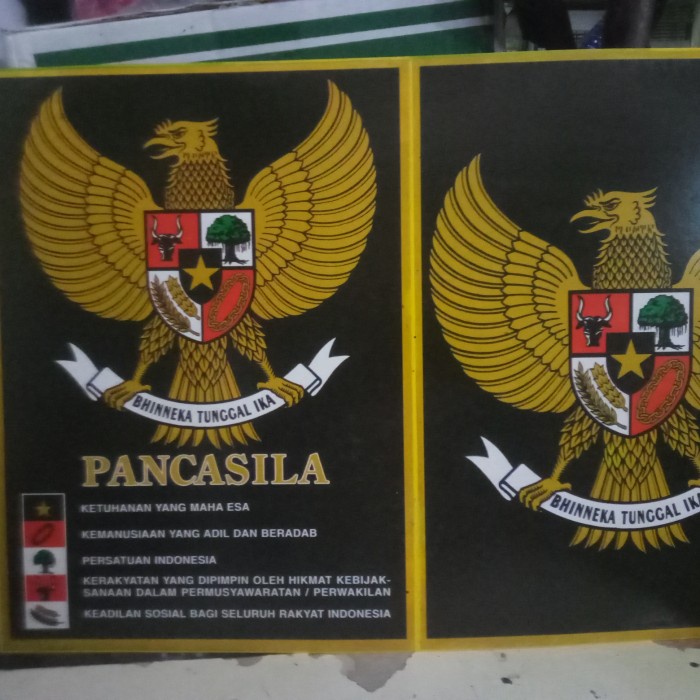 BHINNEKA TUNGGAL IKA
PANCASILA
KETUHANAN YANG MAHA ESA
KEMANUSIAAN YANG ADIL DAN BERADAB
PERSATUAN INDONESIA
KERAKYATAN YANG DIPIMPIN OLEH HIKMAT KEBIJAK-
SANAAN DALAM PERMUSYAWARATAN / PERWAKILAN
KEADILAN SOSIAL BAGI SELURUH RAKYAT INDONESIA
BHINNEKA TUNGGAL IKA